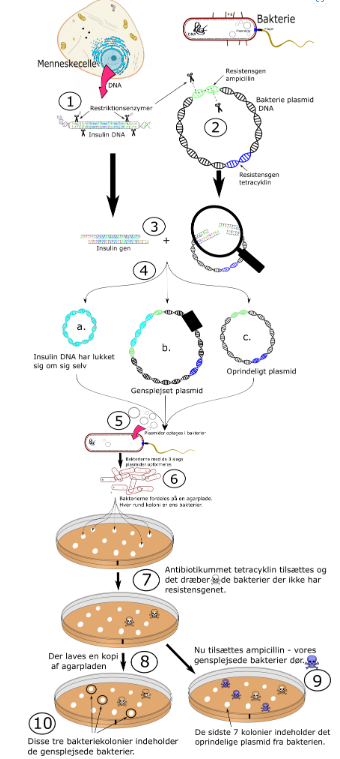 Bakterie
Menneskecelle
DNA
1
Restriktionsenzymer
Insulin DNA
Resistensgen
ampicillin
Bakterie plasmid
DNA
2
Resistensgen
tetracyklin
3
Insulin gen
+
4
a.
b.
c.
Insulin DNA har lukket
sig om sig selv
Gensplejset plasmid
Oprindeligt plasmid
5
Plasmider optages i bakterier
Bakterierne med de 3 slags
plasmider opformeres
6
Bakterierne fordeles på en agarplade.
Hver rund koloni er ens bakterier.
7
Antibiotikummet tetracyklin tilsættes og
det dræber de bakterier der ikke har
resistensgenet.
Der laves en kopi
af agarpladen
8
Nu tilsættes ampicillin - vores
gensplejsede bakterier dør.
9
10
Disse tre bakteriekolonier indeholder
de gensplejsede bakterier.
De sidste 7 kolonier indeholder det
oprindelige plasmid fra bakterien.